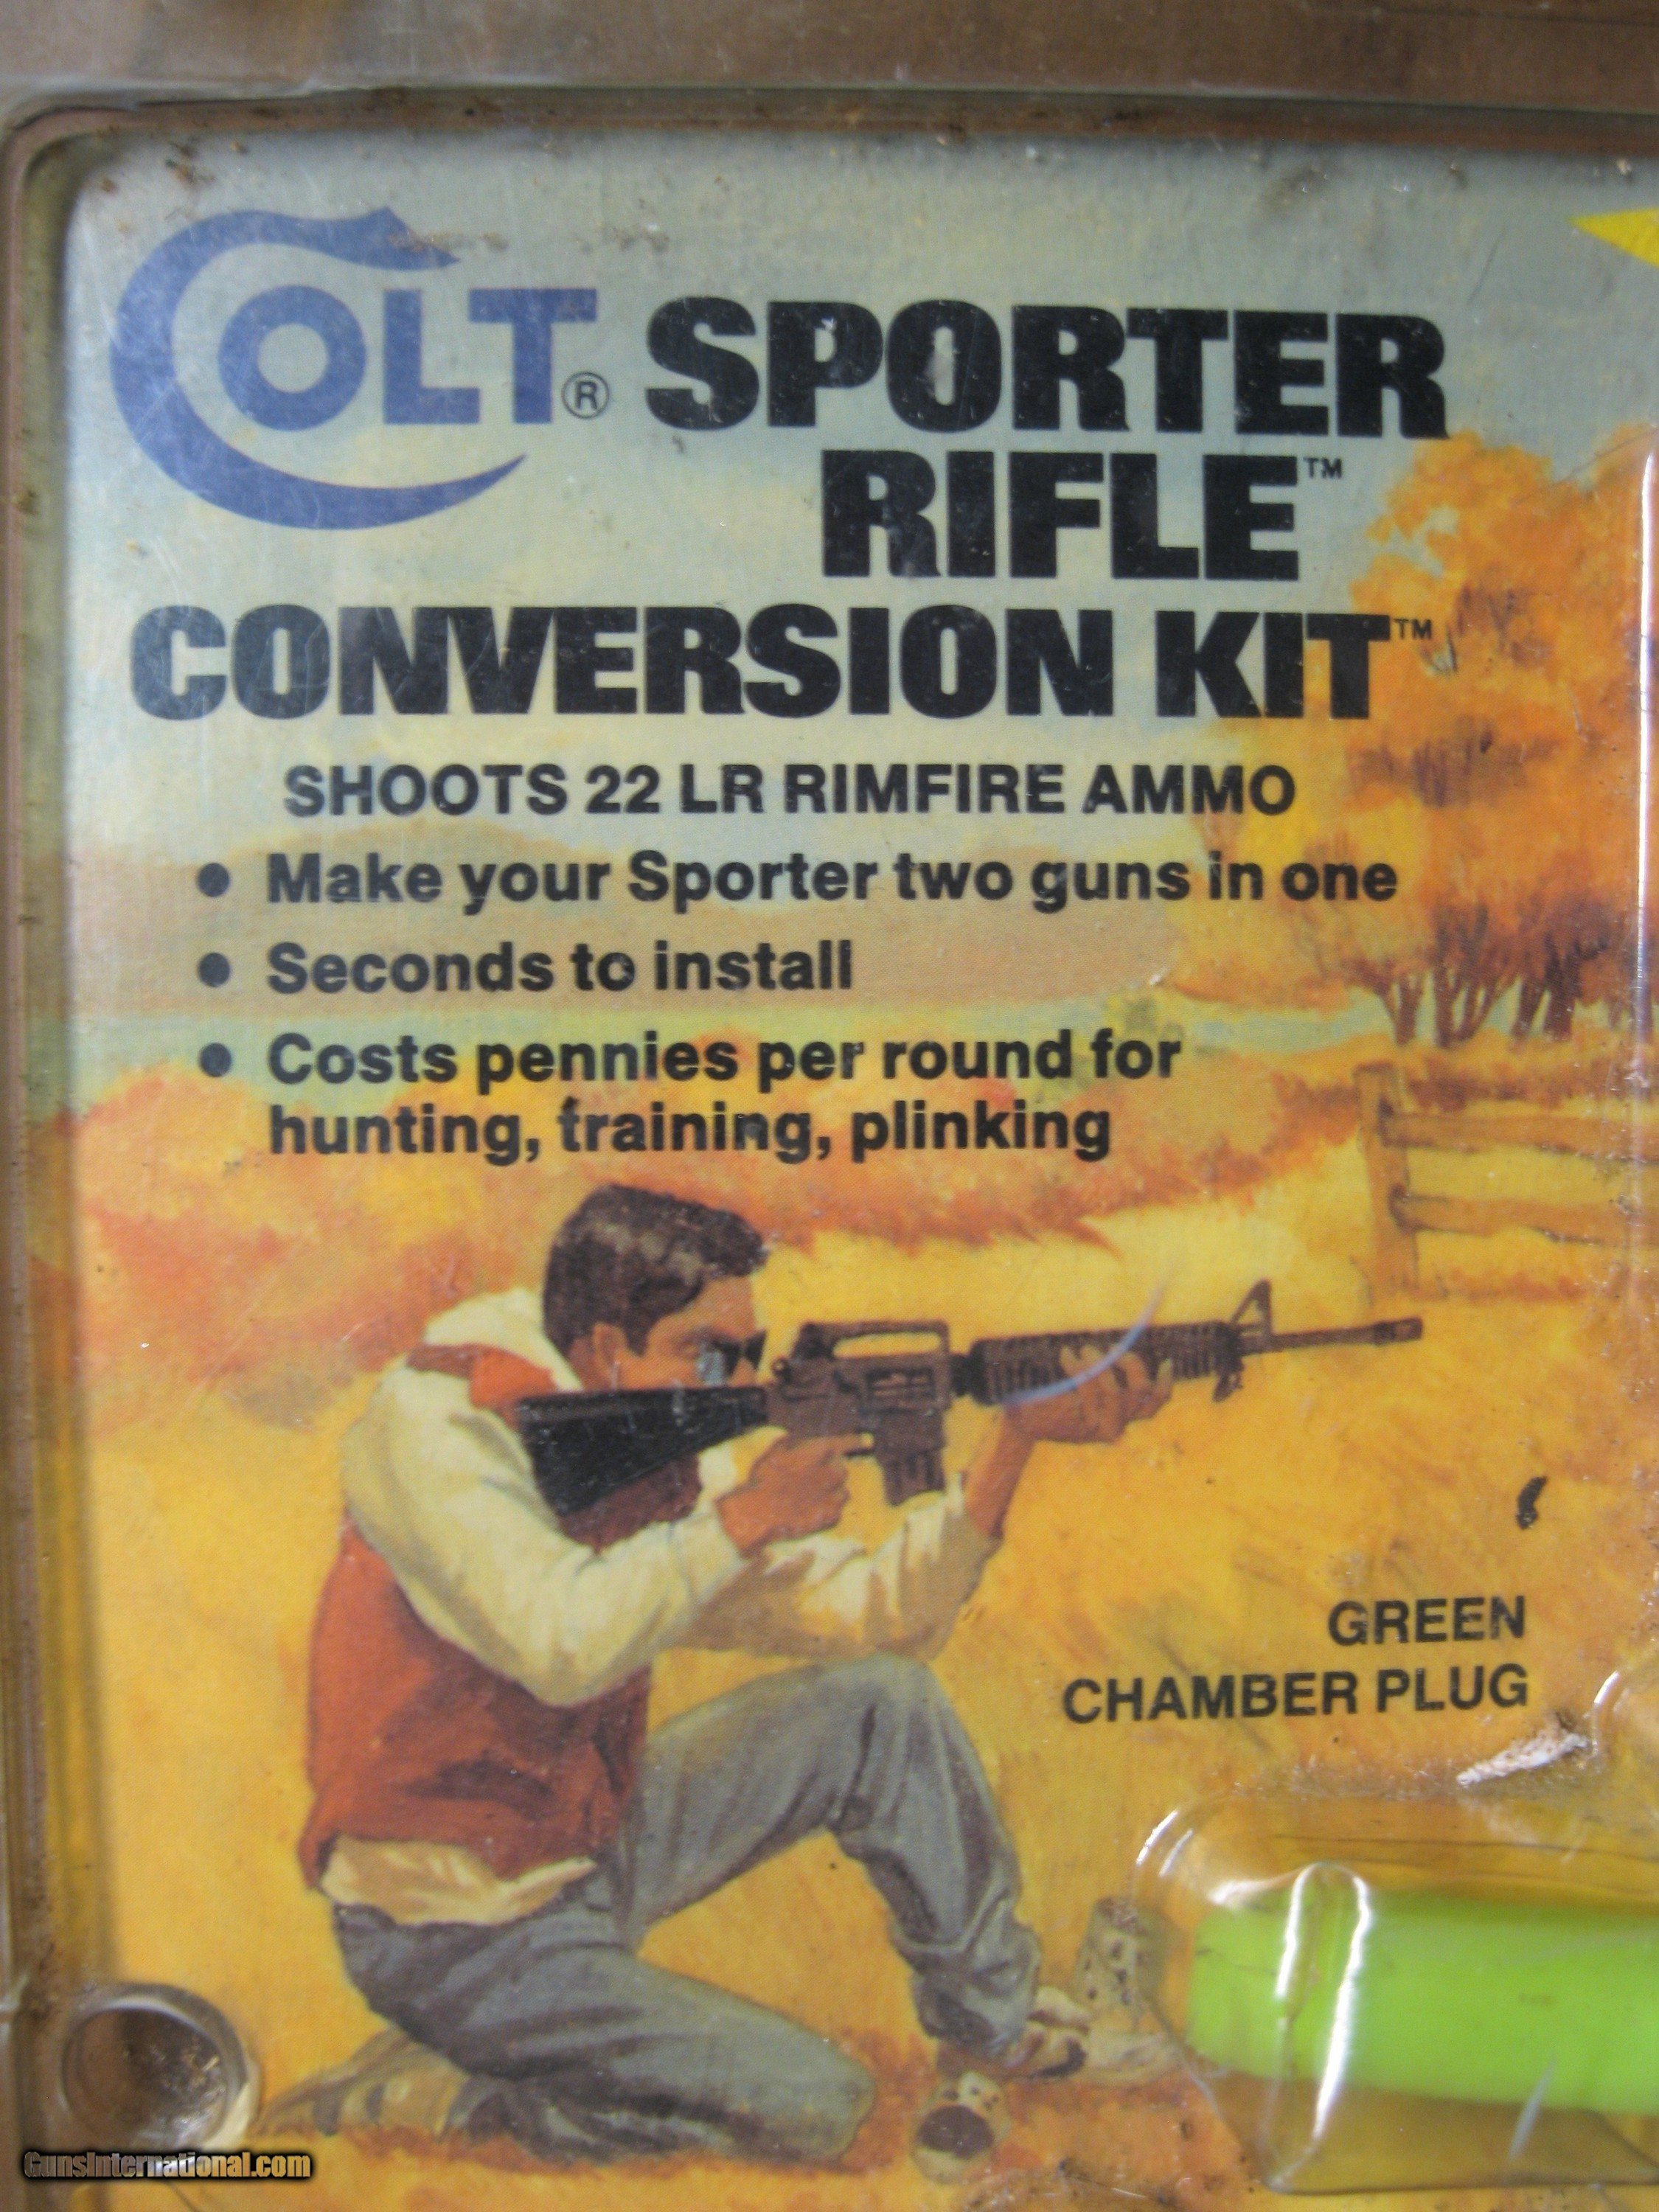 COLT® SPORTER
RIFLE™
CONVERSION KIT™
SHOOTS 22 LR RIMFIRE AMMO
• Make your Sporter two guns in one
• Seconds to install
• Costs pennies per round for
hunting, training, plinking
GREEN
CHAMBER PLUG
GunsInternational.com